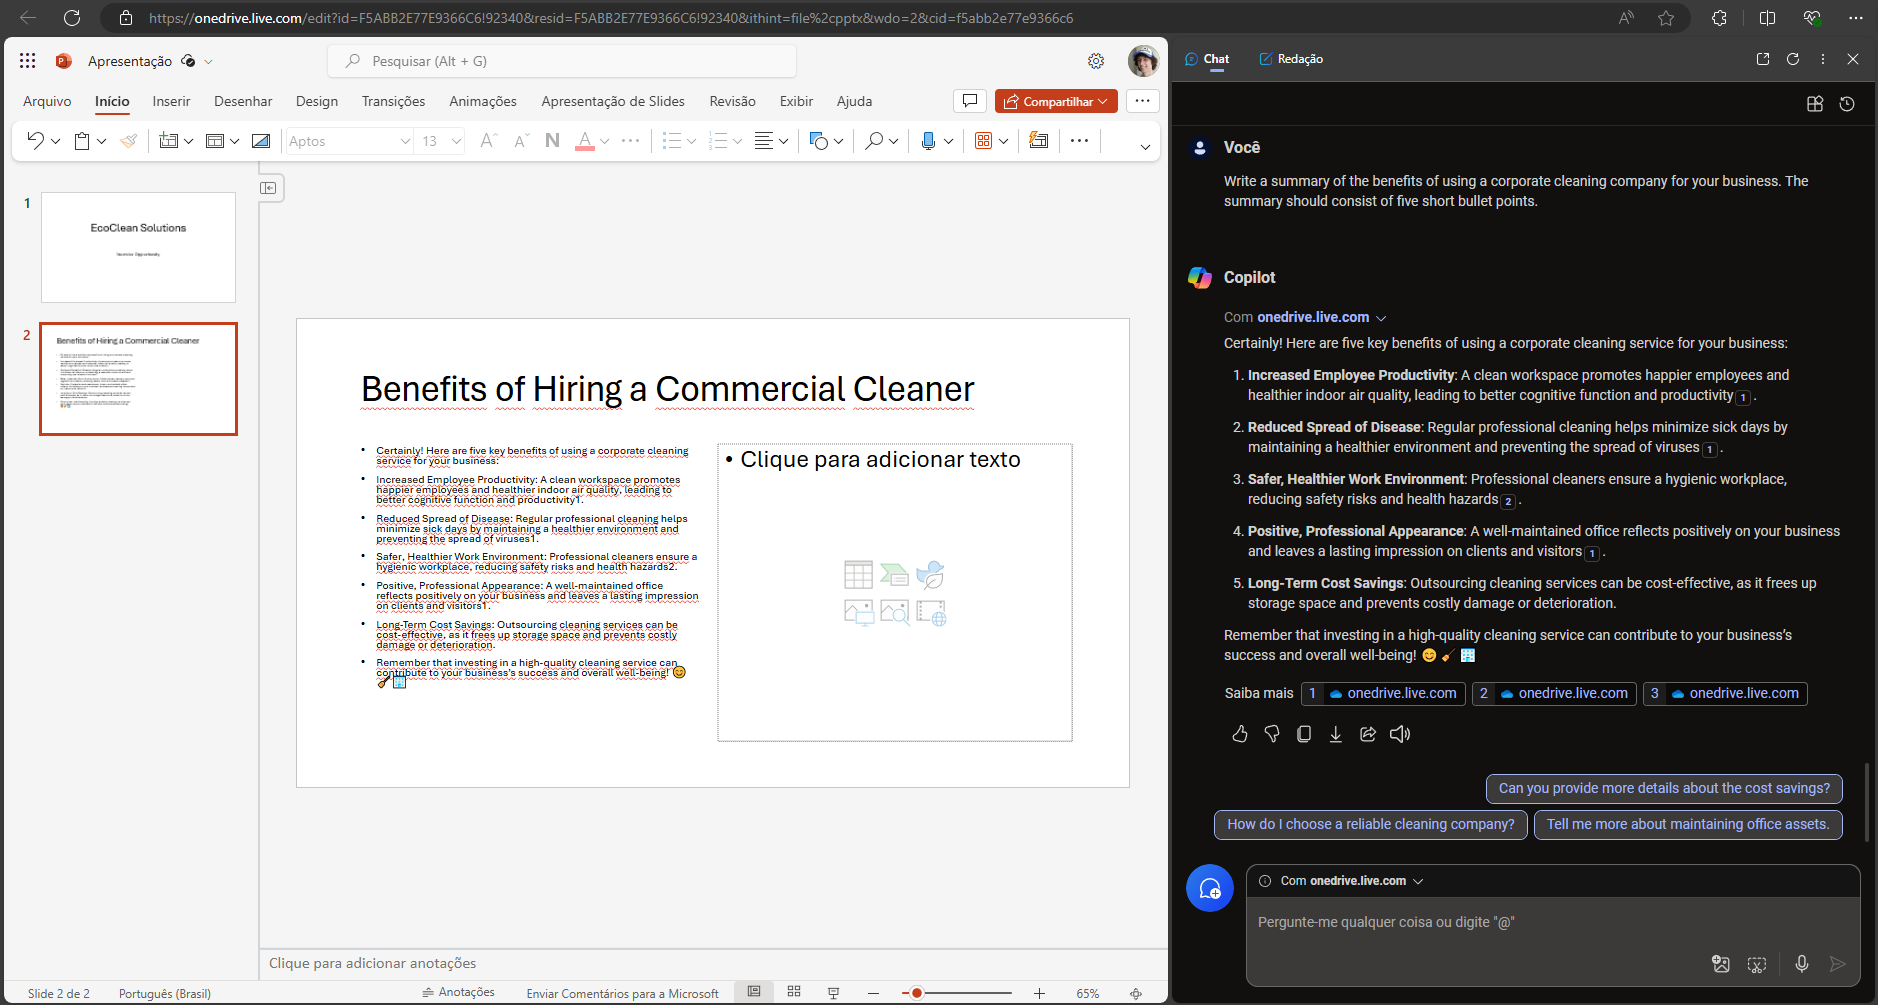 https://onedrive.live.com/edit?id=F5ABB2E77E9366C6!92340&resid=F5ABB2E77E9366C6!92340&ithint=file%2cpptx&wdo=2&cid=f5abb2e77e9366c6
Apresentação
Pesquisar (Alt + G)
Arquivo Início Inserir Desenhar Design Transições Animações Apresentação de Slides Revisão Exibir Ajuda
Compartilhar
Aptos 13 N A
1
EcoClean Solutions
2
Benefits of Hiring a Commercial Cleaner
Benefits of Hiring a Commercial Cleaner
• Certainly! Here are five key benefits of using a corporate cleaning
service for your business:
• Increased Employee Productivity: A clean workspace promotes
happier employees and healthier indoor air quality, leading to
better cognitive function and productivity1.
• Reduced Spread of Disease: Regular professional cleaning helps
minimize sick days by maintaining a healthier environment and
preventing the spread of viruses1.
• Safer, Healthier Work Environment: Professional cleaners ensure a
hygienic workplace, reducing safety risks and health hazards2.
• Positive, Professional Appearance: A well-maintained office
reflects positively on your business and leaves a lasting impression
on clients and visitors1.
• Long-Term Cost Savings: Outsourcing cleaning services can be
cost-effective, as it frees up storage space and prevents costly
damage or deterioration.
• Remember that investing in a high-quality cleaning service can
contribute to your business's success and overall well-being! 😊
🧹🏢
• Clique para adicionar texto
Clique para adicionar anotações
Slide 2 de 2 Português (Brasil) Anotações Enviar Comentários para a Microsoft 65%
Chat Redação
Você
Write a summary of the benefits of using a corporate cleaning company for your business. The
summary should consist of five short bullet points.
Copilot
Com onedrive.live.com
Certainly! Here are five key benefits of using a corporate cleaning service for your business:
1. Increased Employee Productivity: A clean workspace promotes happier employees and
healthier indoor air quality, leading to better cognitive function and productivity 1 .
2. Reduced Spread of Disease: Regular professional cleaning helps minimize sick days by
maintaining a healthier environment and preventing the spread of viruses 1 .
3. Safer, Healthier Work Environment: Professional cleaners ensure a hygienic workplace,
reducing safety risks and health hazards 2 .
4. Positive, Professional Appearance: A well-maintained office reflects positively on your business
and leaves a lasting impression on clients and visitors 1 .
5. Long-Term Cost Savings: Outsourcing cleaning services can be cost-effective, as it frees up
storage space and prevents costly damage or deterioration.
Remember that investing in a high-quality cleaning service can contribute to your business's
success and overall well-being! 😊 🧹 🏢
Saiba mais 1 onedrive.live.com 2 onedrive.live.com 3 onedrive.live.com
Can you provide more details about the cost savings?
How do I choose a reliable cleaning company? Tell me more about maintaining office assets.
Com onedrive.live.com
Pergunte-me qualquer coisa ou digite "@"